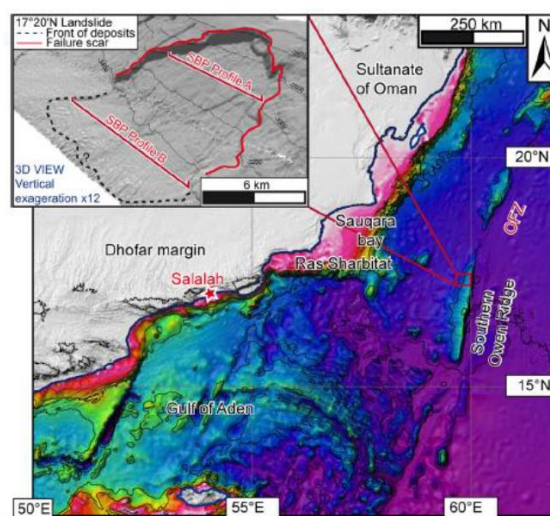 17°20'N Landslide
Front of deposits
Failure scar
SBP Profile A
SBP Profile B
?
3D VIEW
Vertical
exageration x12
6 km
250 km
N
Sultanate
of Oman
20°N
OFZ
Sauqara
bay
Dhofar margin
Ras Sharbitat
Salalah
Southern
Owen Ridge
15°N
Gulf of Aden
50°E
55°E
60°E